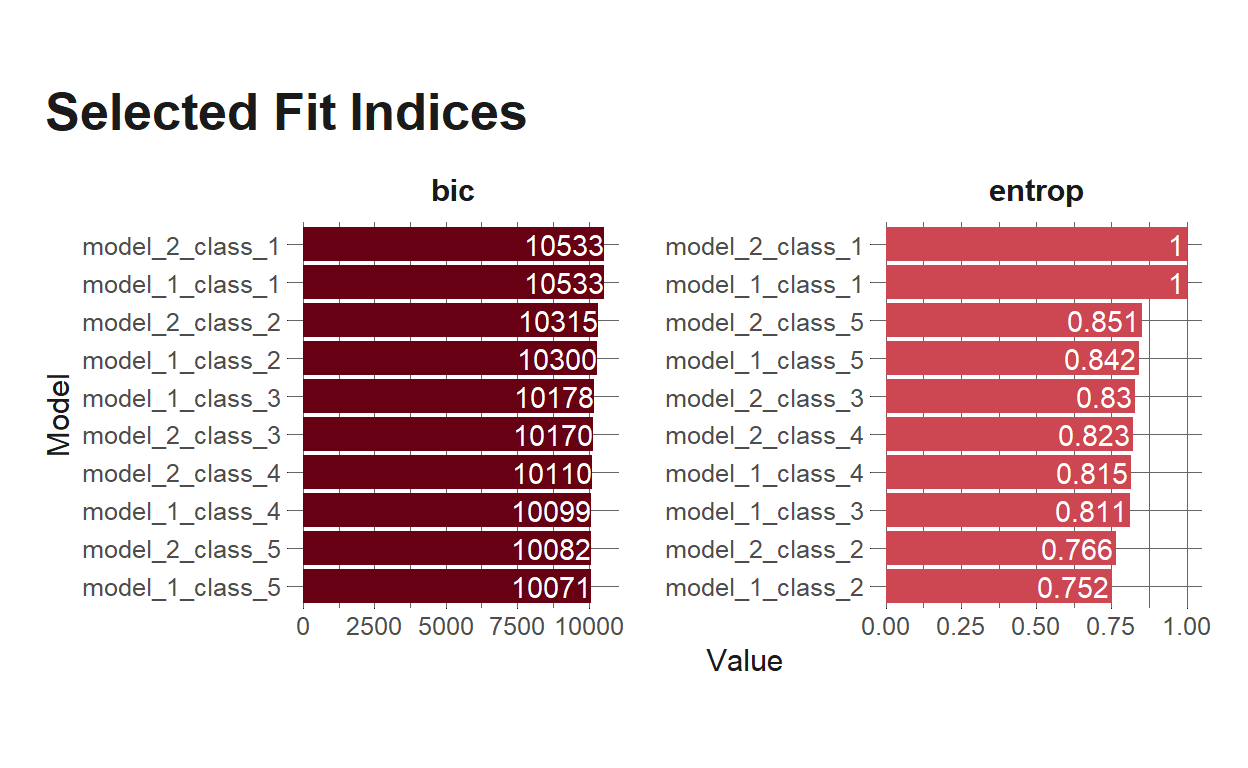 Selected Fit Indices
bic
entrop
Model
model_2_class_1
10533
model_1_class_1
10533
model_2_class_2
10315
model_1_class_2
10300
model_1_class_3
10178
model_2_class_3
10170
model_2_class_4
10110
model_1_class_4
10099
model_2_class_5
10082
model_1_class_5
10071
0 2500 5000 7500 10000
model_2_class_1
1
model_1_class_1
1
model_2_class_5
0.851
model_1_class_5
0.842
model_2_class_3
0.83
model_2_class_4
0.823
model_1_class_4
0.815
model_1_class_3
0.811
model_2_class_2
0.766
model_1_class_2
0.752
0.00 0.25 0.50 0.75 1.00
Value